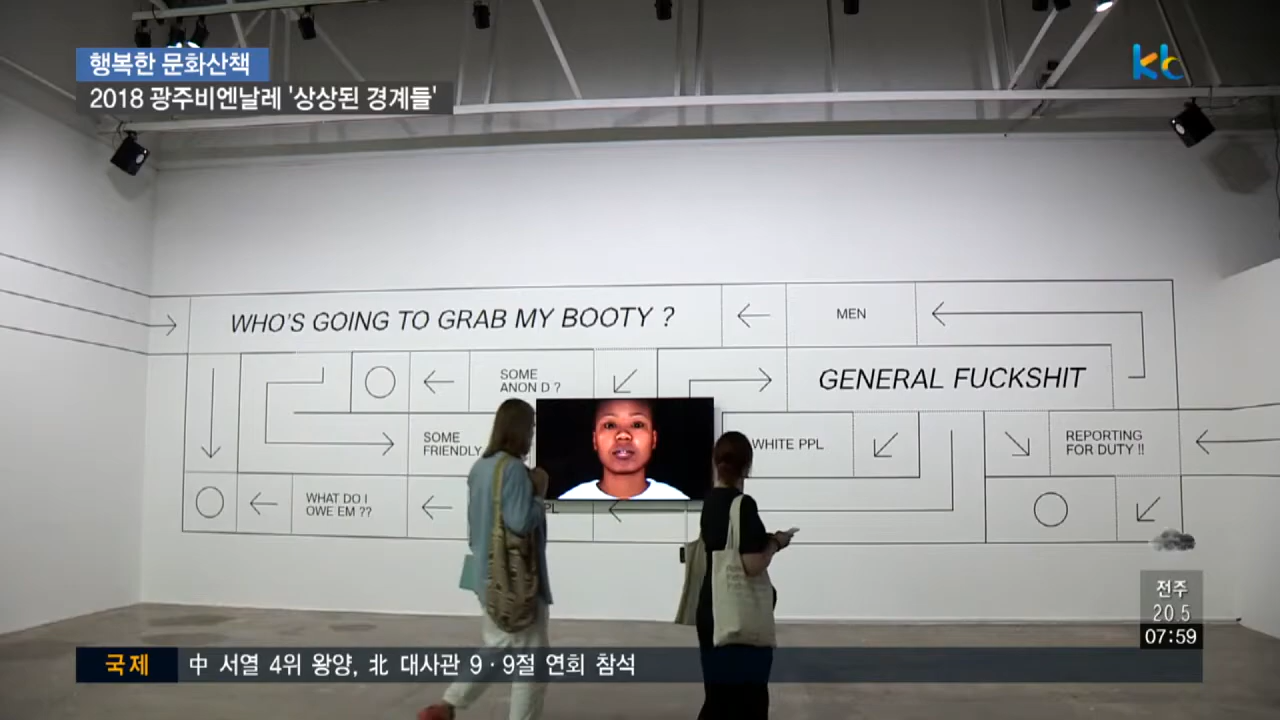 행복한 문화산책
2018 광주비엔날레 '상상된 경계들'
WHO'S GOING TO GRAB MY BOOTY ?
MEN
SOME
ANON D ?
GENERAL FUCKSHIT
SOME
FRIENDLY
WHITE PPL
REPORTING
FOR DUTY !!
WHAT DO I
OWE EM ??
PL
전주
20.5
07:59
국제
中 서열 4위 왕양, 北 대사관 9·9절 연회 참석